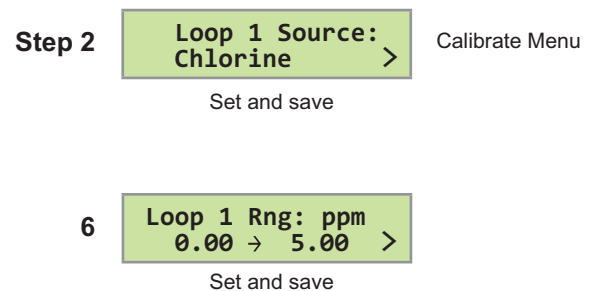 Step 2
Loop 1 Source:
Chlorine >
Calibrate Menu
Set and save
6
Loop 1 Rng: ppm
0.00 → 5.00 >
Set and save